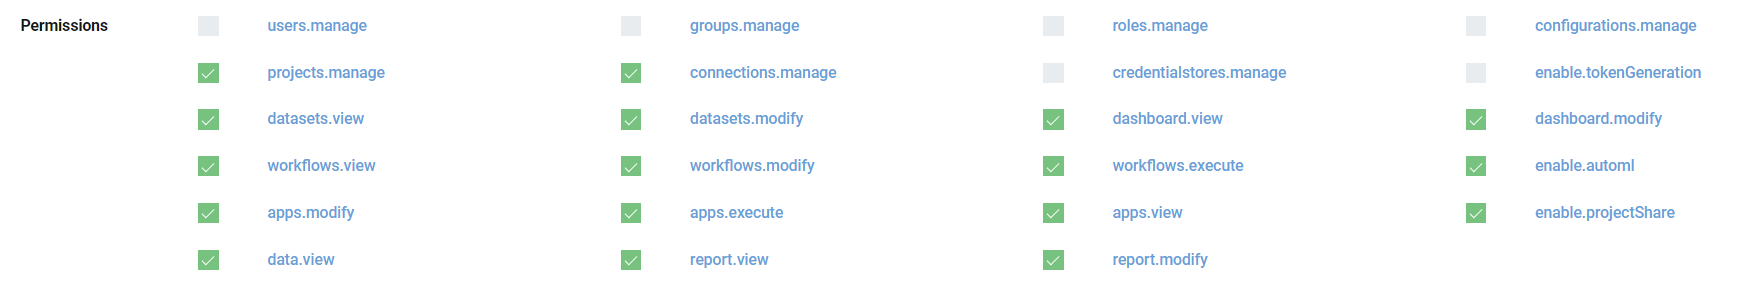 Permissions users.manage groups.manage roles.manage configurations.manage
projects.manage connections.manage credentialstores.manage enable.tokenGeneration
datasets.view datasets.modify dashboard.view dashboard.modify
workflows.view workflows.modify workflows.execute enable.automl
apps.modify apps.execute apps.view enable.projectShare
data.view report.view report.modify